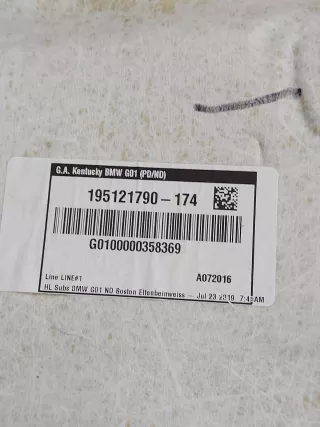 G.A. Kentucky BMW G01 (PD/ND)
195121790-174
G0100000358369
Line LINE#1 A072016
HL Subs BMW G01 ND Boston Elfenbeinweiss - Jul 23 2019 7:45AM